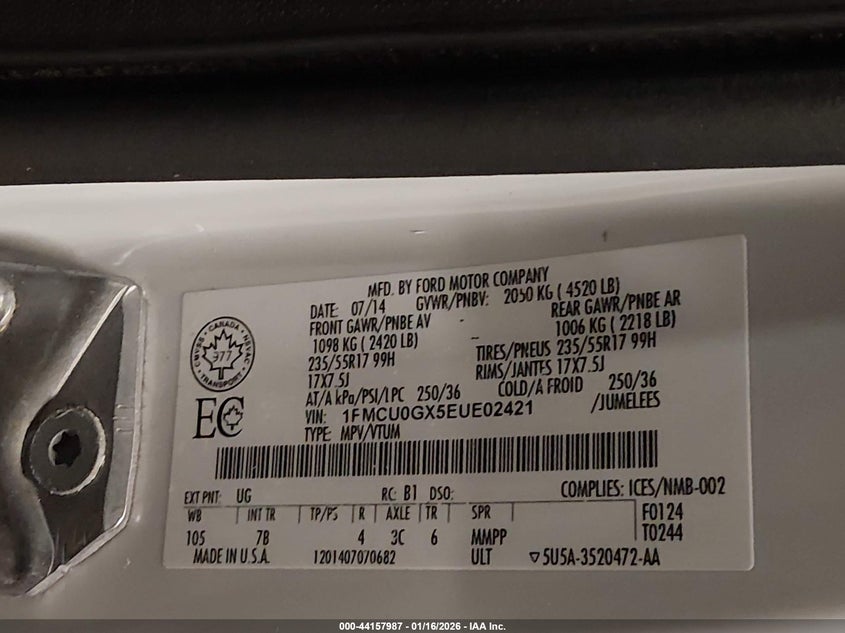 MFD. BY FORD MOTOR COMPANY
DATE: 07/14 GVWR/PNBV: 2050 KG ( 4520 LB)
FRONT GAWR/PNBE AV - REAR GAWR/PNBE AR
1098 KG ( 2420 LB) - 1006 KG ( 2218 LB)
235/55R17 99H TIRES/PNEUS 235/55R17 99H
17X7.5J RIMS/JANTES 17X7.5J
AT/A kPa/PSI/LPC 250/36 COLD/A FROID 250/36
VIN: 1FMCU0GX5EUE02421 /JUMELEES
TYPE: MPV/VTUM
CANADA
CMVSS NSVAC
377
TRANSPORT
EC
EXT PNT: UG RC: B1 DSO: COMPLIES: ICES/NMB-002
WB INT TR TP/PS R AXLE TR SPR F0124
105 7B 4 3C 6 MMPP T0244
MADE IN U.S.A. 1201407070682 ULT ▽5U5A-3520472-AA
000-44157987 - 01/16/2026 - IAA Inc.